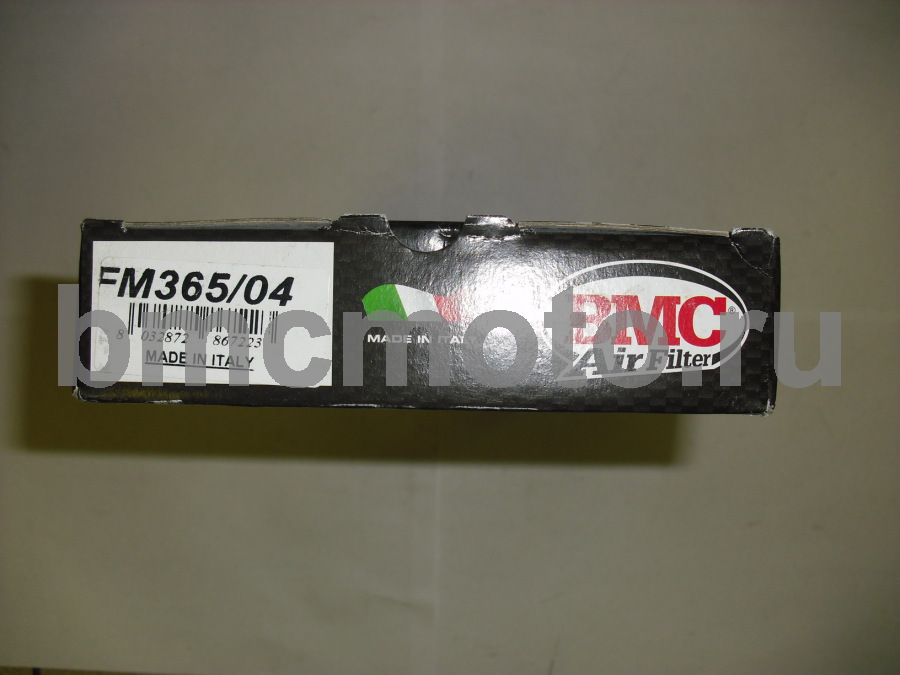 FM365/04
8 032872 867223
MADE IN ITALY
MADE IN ITALY
BMC®
Air Filter
bmcmoto.ru